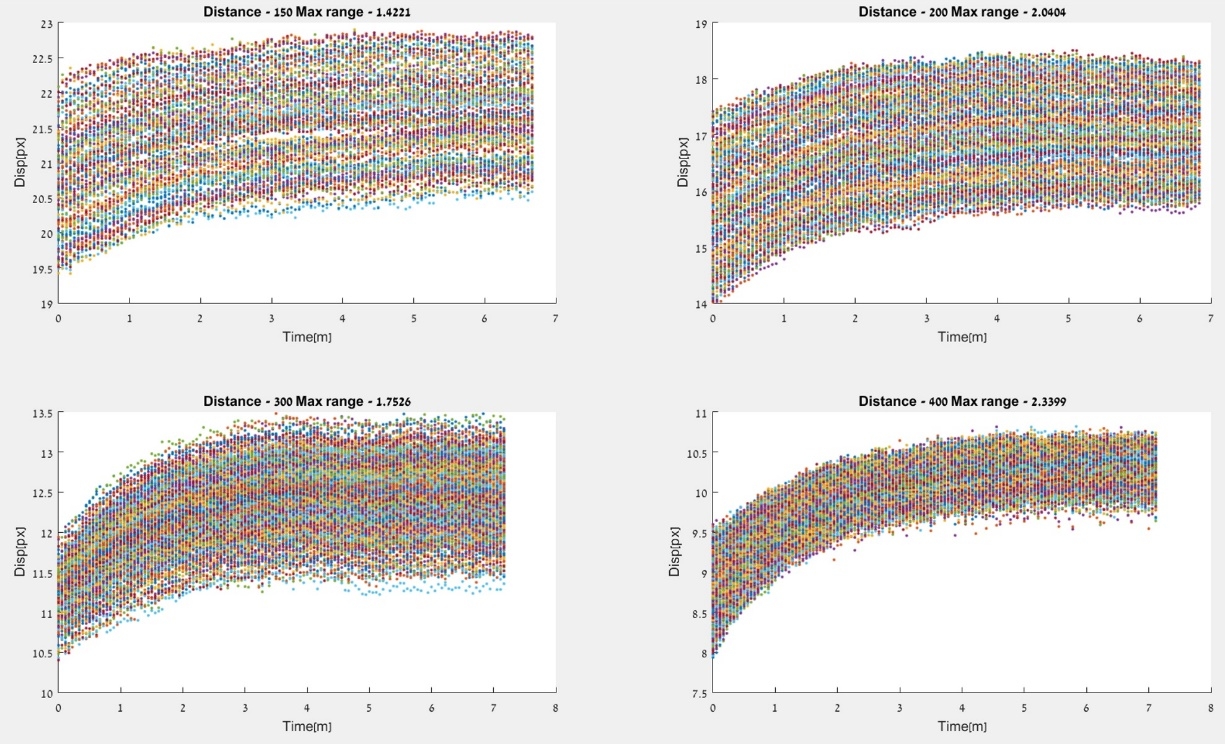 Distance - 150 Max range - 1.4221
23
22.5
22
21.5
21
20.5
20
19.5
19
Disp[px]
0 1 2 3 4 5 6 7
Time[m]
Distance - 200 Max range - 2.0404
19
18
17
16
15
14
Disp[px]
0 1 2 3 4 5 6 7
Time[m]
Distance - 300 Max range - 1.7526
13.5
13
12.5
12
11.5
11
10.5
10
Disp[px]
0 1 2 3 4 5 6 7 8
Time[m]
Distance - 400 Max range - 2.3399
11
10.5
10
9.5
9
8.5
8
7.5
Disp[px]
0 1 2 3 4 5 6 7 8
Time[m]